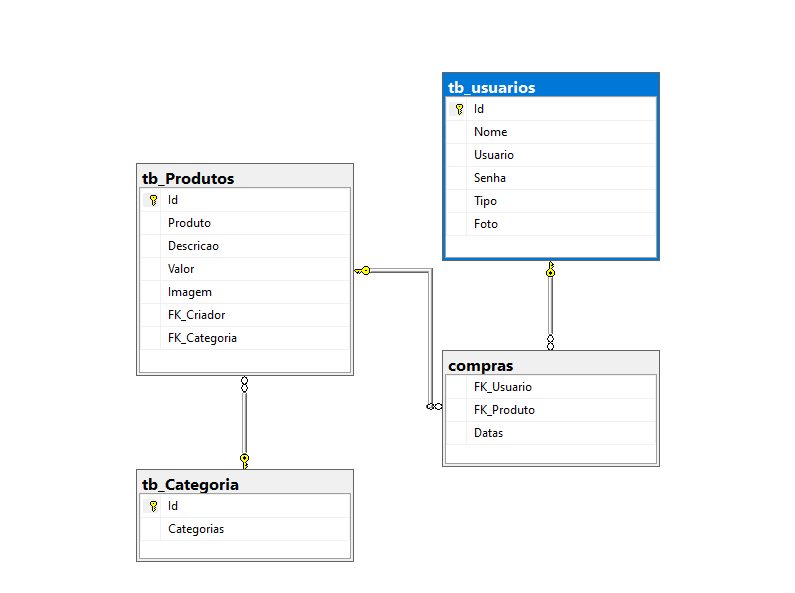 tb_usuarios
Id
Nome
Usuario
Senha
Tipo
Foto
tb_Produtos
Id
Produto
Descricao
Valor
Imagem
FK_Criador
FK_Categoria
compras
FK_Usuario
FK_Produto
Datas
tb_Categoria
Id
Categorias